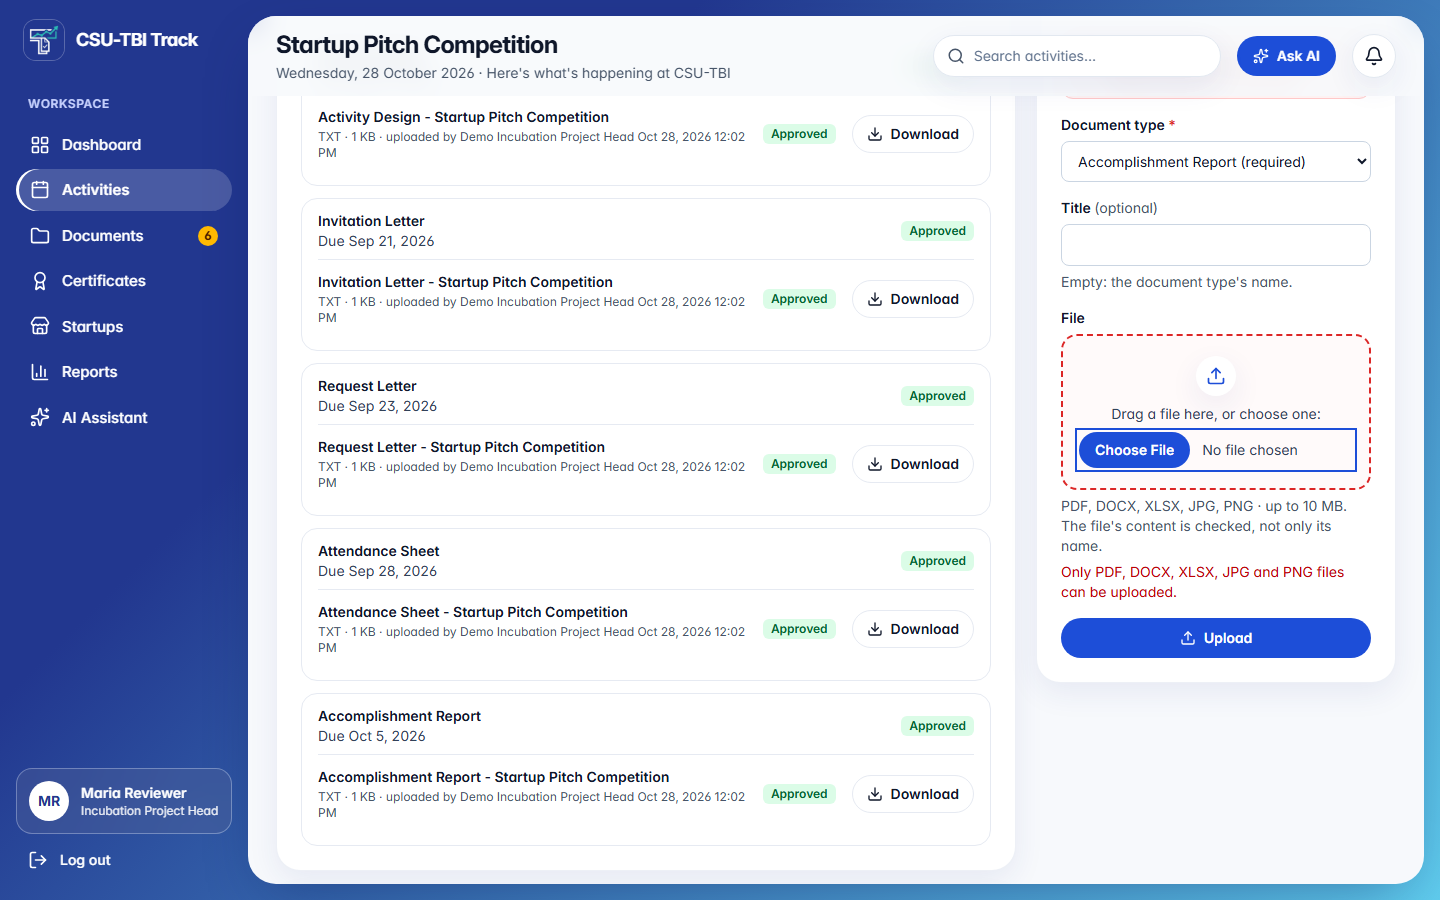 CSU-TBI Track
WORKSPACE
Dashboard
Activities
Documents
6
Certificates
Startups
Reports
AI Assistant
MR
Maria Reviewer
Incubation Project Head
Log out
Startup Pitch Competition
Wednesday, 28 October 2026 · Here's what's happening at CSU-TBI
Search activities...
Ask AI
Activity Design - Startup Pitch Competition
TXT · 1 KB · uploaded by Demo Incubation Project Head Oct 28, 2026 12:02
PM
Approved
Download
Invitation Letter
Due Sep 21, 2026
Approved
Invitation Letter - Startup Pitch Competition
TXT · 1 KB · uploaded by Demo Incubation Project Head Oct 28, 2026 12:02
PM
Approved
Download
Request Letter
Due Sep 23, 2026
Approved
Request Letter - Startup Pitch Competition
TXT · 1 KB · uploaded by Demo Incubation Project Head Oct 28, 2026 12:02
PM
Approved
Download
Attendance Sheet
Due Sep 28, 2026
Approved
Attendance Sheet - Startup Pitch Competition
TXT · 1 KB · uploaded by Demo Incubation Project Head Oct 28, 2026 12:02
PM
Approved
Download
Accomplishment Report
Due Oct 5, 2026
Approved
Accomplishment Report - Startup Pitch Competition
TXT · 1 KB · uploaded by Demo Incubation Project Head Oct 28, 2026 12:02
PM
Approved
Download
Document type *
Accomplishment Report (required)
Title (optional)
Empty: the document type's name.
File
Drag a file here, or choose one:
Choose File No file chosen
PDF, DOCX, XLSX, JPG, PNG · up to 10 MB.
The file's content is checked, not only its
name.
Only PDF, DOCX, XLSX, JPG and PNG files
can be uploaded.
Upload